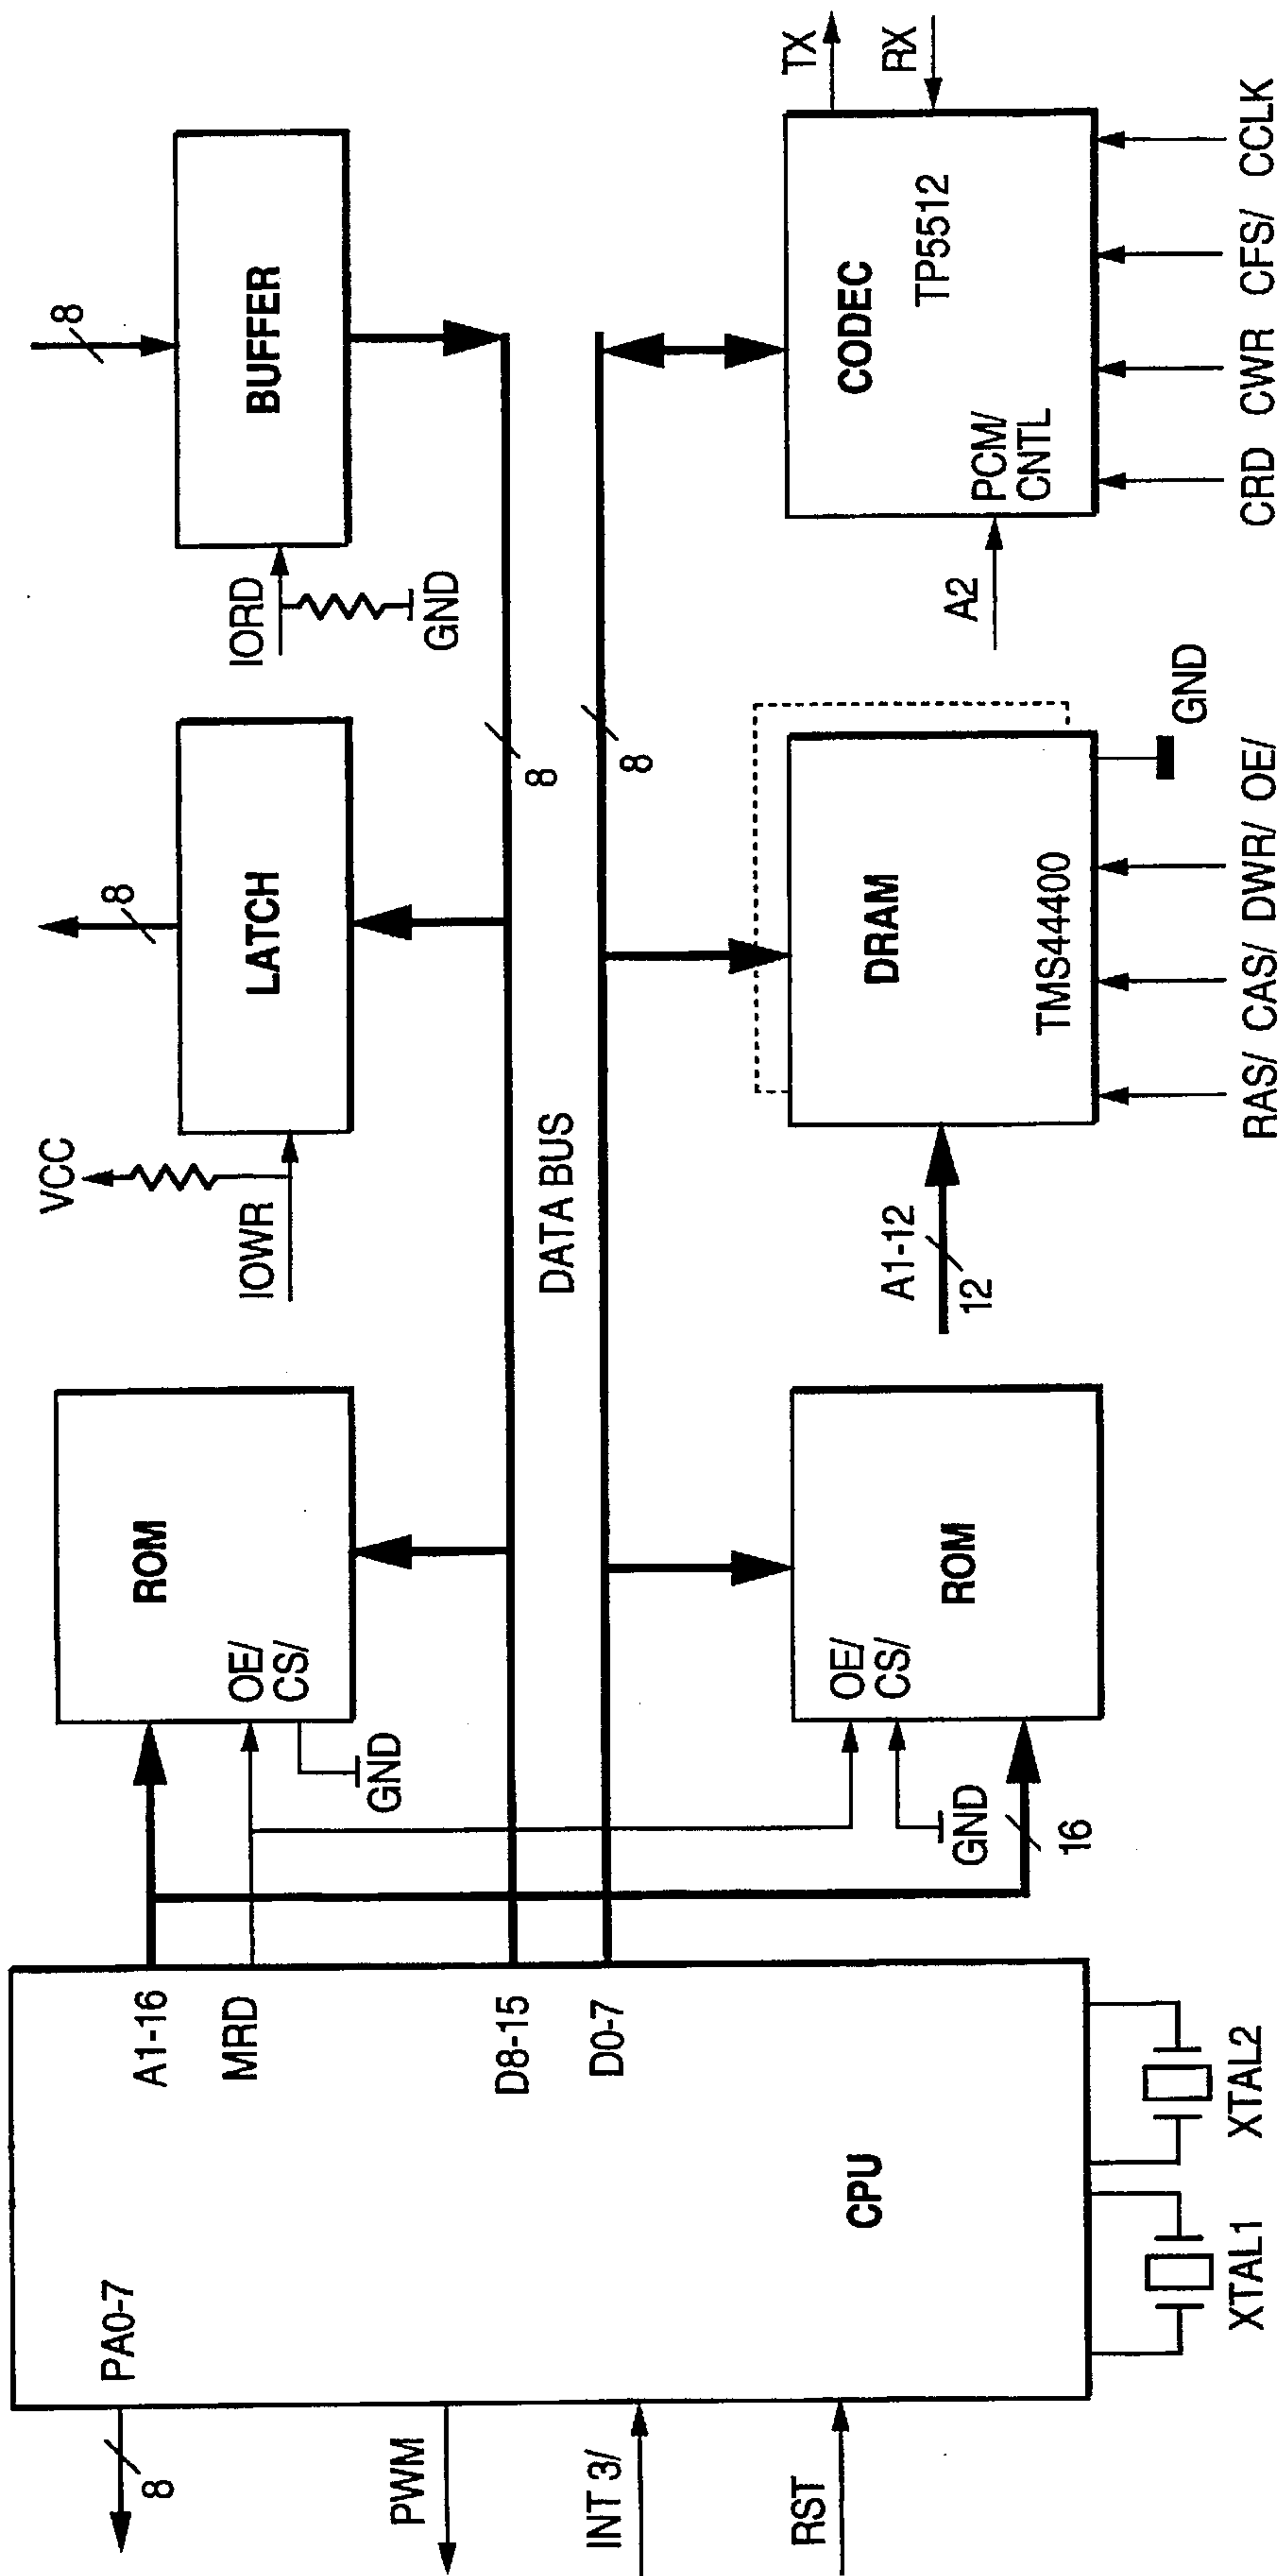 PA0-7
8
PWM
INT 3/
RST
CPU
A1-16
MRD
D8-15
D0-7
XTAL1
XTAL2
ROM
OE/
CS/
GND
ROM
OE/
CS/
GND
16
DATA BUS
8
8
VCC
IOWR
LATCH
8
IORD
GND
BUFFER
8
A1-12
12
DRAM
TMS44400
RAS/ CAS/ DWR/ OE/
GND
A2
PCM/
CNTL
CODEC
TP5512
TX
RX
CRD CWR CFS/ CCLK